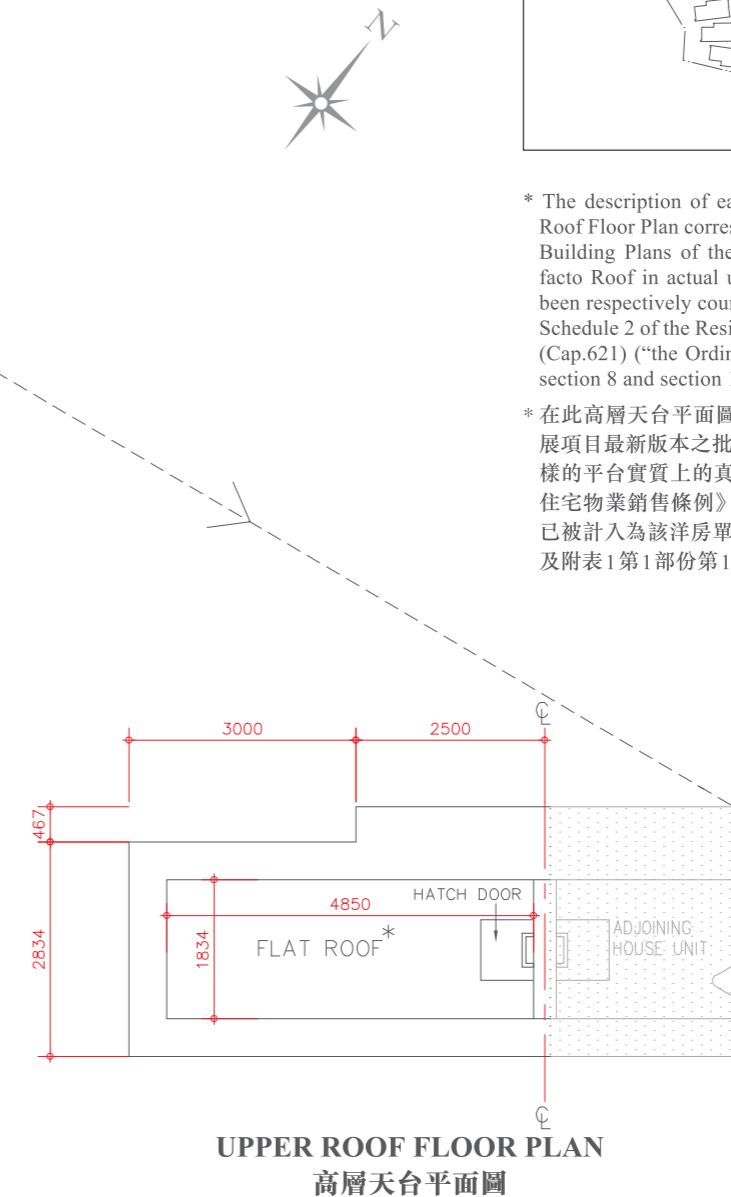 N
* The description of ea
Roof Floor Plan corres
Building Plans of the
facto Roof in actual u
been respectively cour
Schedule 2 of the Resi
(Cap.621) (“the Ordin
section 8 and section 1
* 在此高層天台平面圖
展項目最新版本之批
樣的平台實質上的真
住宅物業銷售條例》
已被計入為該洋房單
及附表1第1部份第1
℄
3000
2500
467
2834
1834
4850
HATCH DOOR
FLAT ROOF*
ADJOINING
HOUSE UNIT
℄
UPPER ROOF FLOOR PLAN
高層天台平面圖